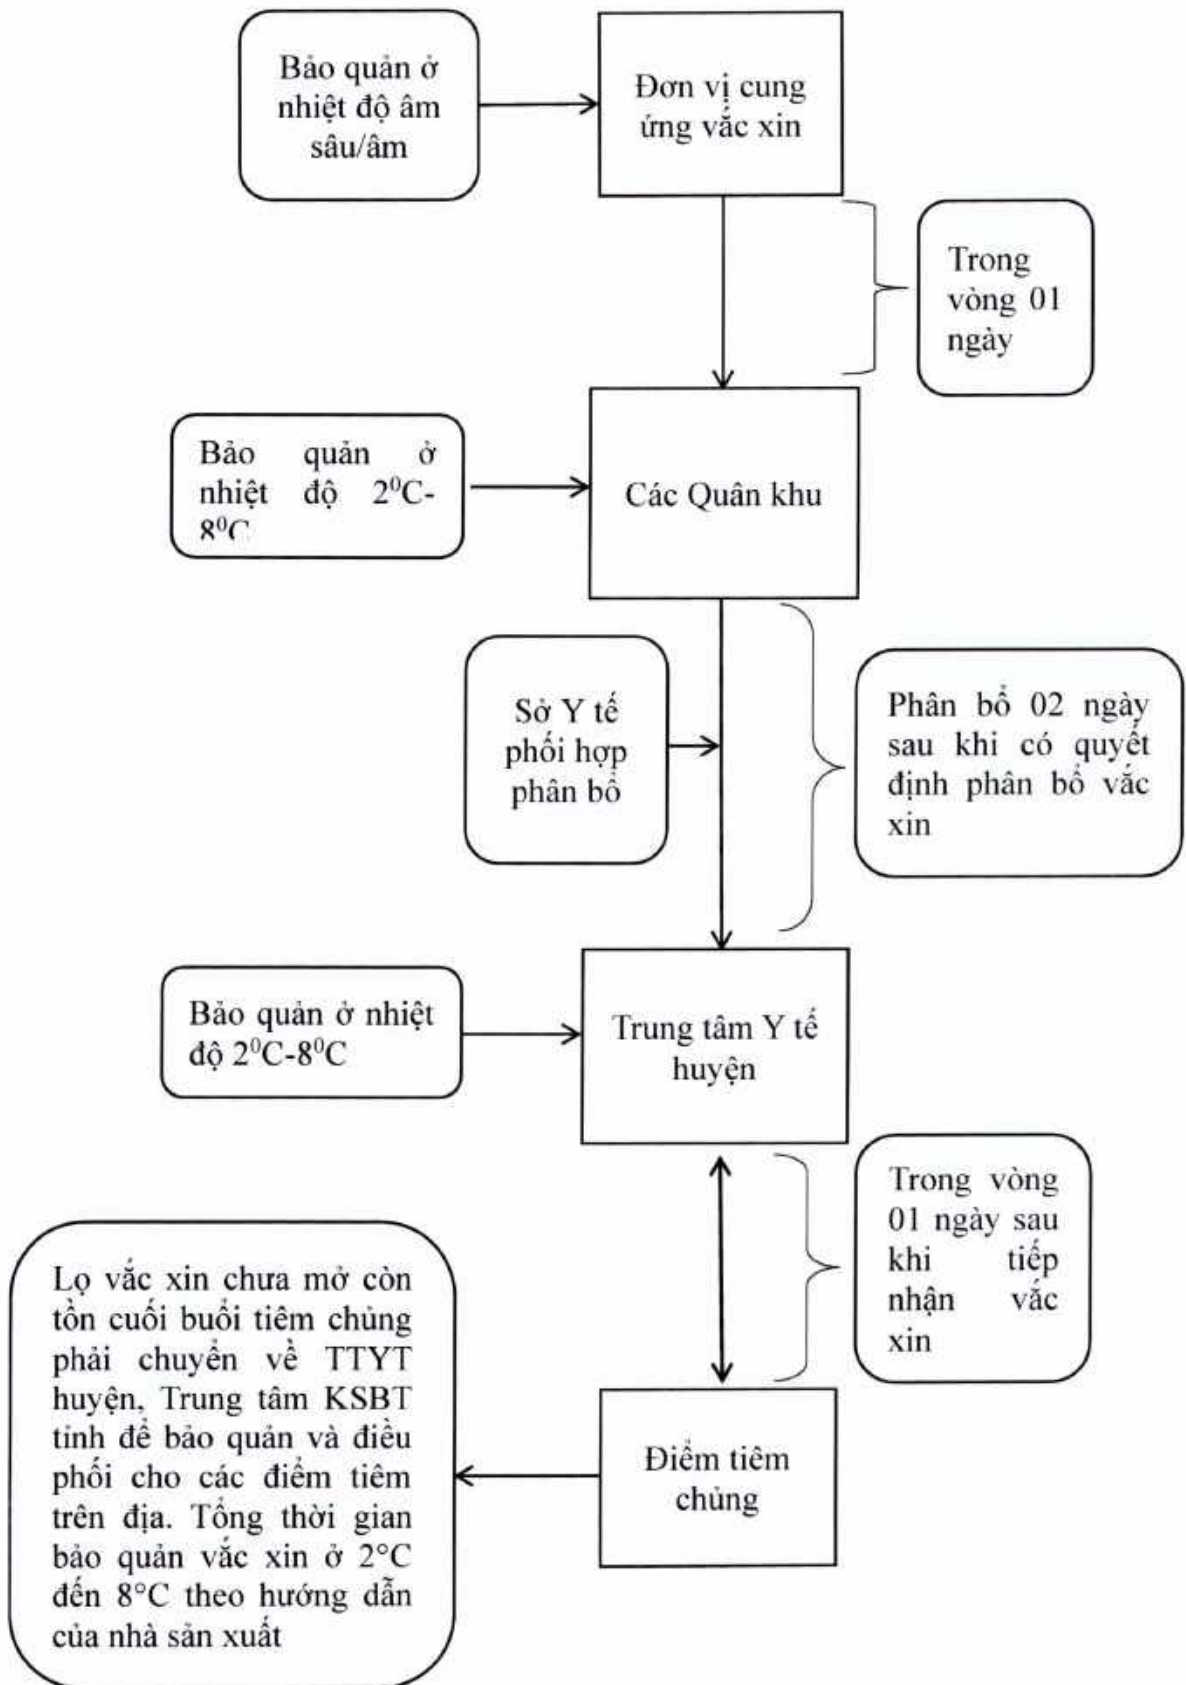 Bảo quản ở
nhiệt độ âm
sâu/âm
Đơn vị cung
ứng vắc xin
Trong
vòng 01
ngày
Bảo quản ở
nhiệt độ 2⁰C-
8⁰C
Các Quân khu
Sở Y tế
phối hợp
phân bổ
Phân bổ 02 ngày
sau khi có quyết
định phân bổ vắc
xin
Bảo quản ở nhiệt
độ 2⁰C-8⁰C
Trung tâm Y tế
huyện
Trong vòng
01 ngày sau
khi tiếp
nhận vắc
xin
Lọ vắc xin chưa mở còn
tồn cuối buổi tiêm chủng
phải chuyển về TTYT
huyện, Trung tâm KSBT
tỉnh để bảo quản và điều
phối cho các điểm tiêm
trên địa. Tổng thời gian
bảo quản vắc xin ở 2°C
đến 8°C theo hướng dẫn
của nhà sản xuất
Điểm tiêm
chủng